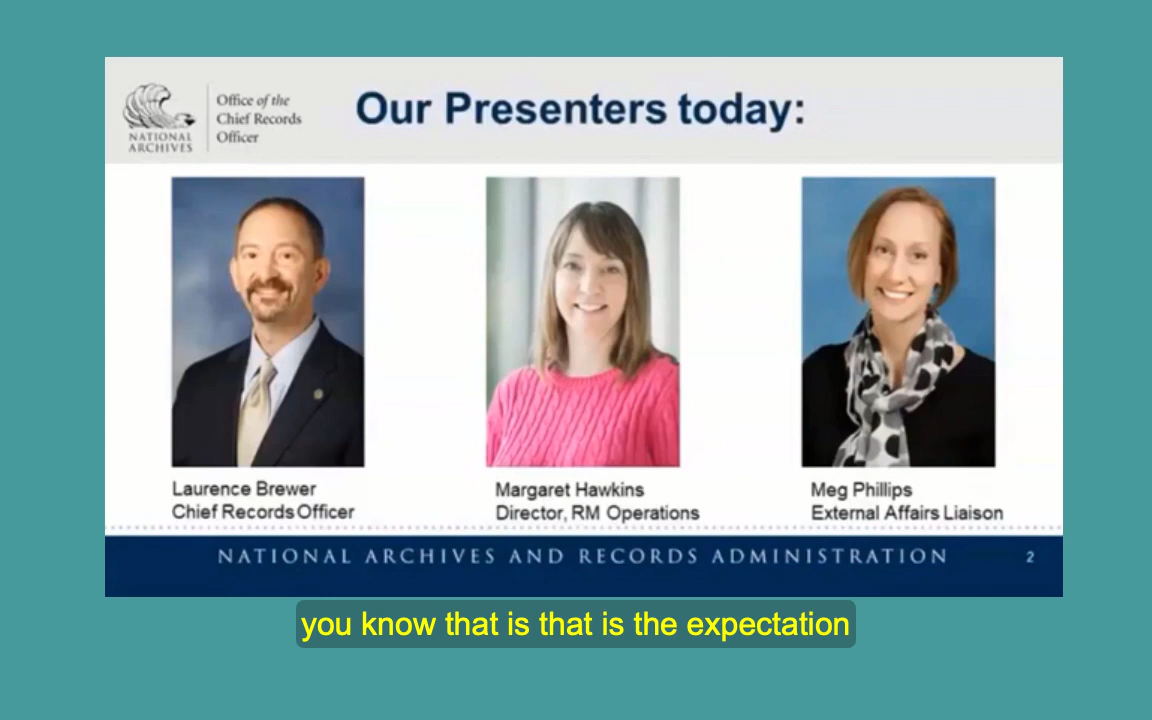 NATIONAL
ARCHIVES
Office of the
Chief Records
Officer
Our Presenters today:
Laurence Brewer
Chief Records Officer
Margaret Hawkins
Director, RM Operations
Meg Phillips
External Affairs Liaison
NATIONAL ARCHIVES AND RECORDS ADMINISTRATION
2
you know that is that is the expectation